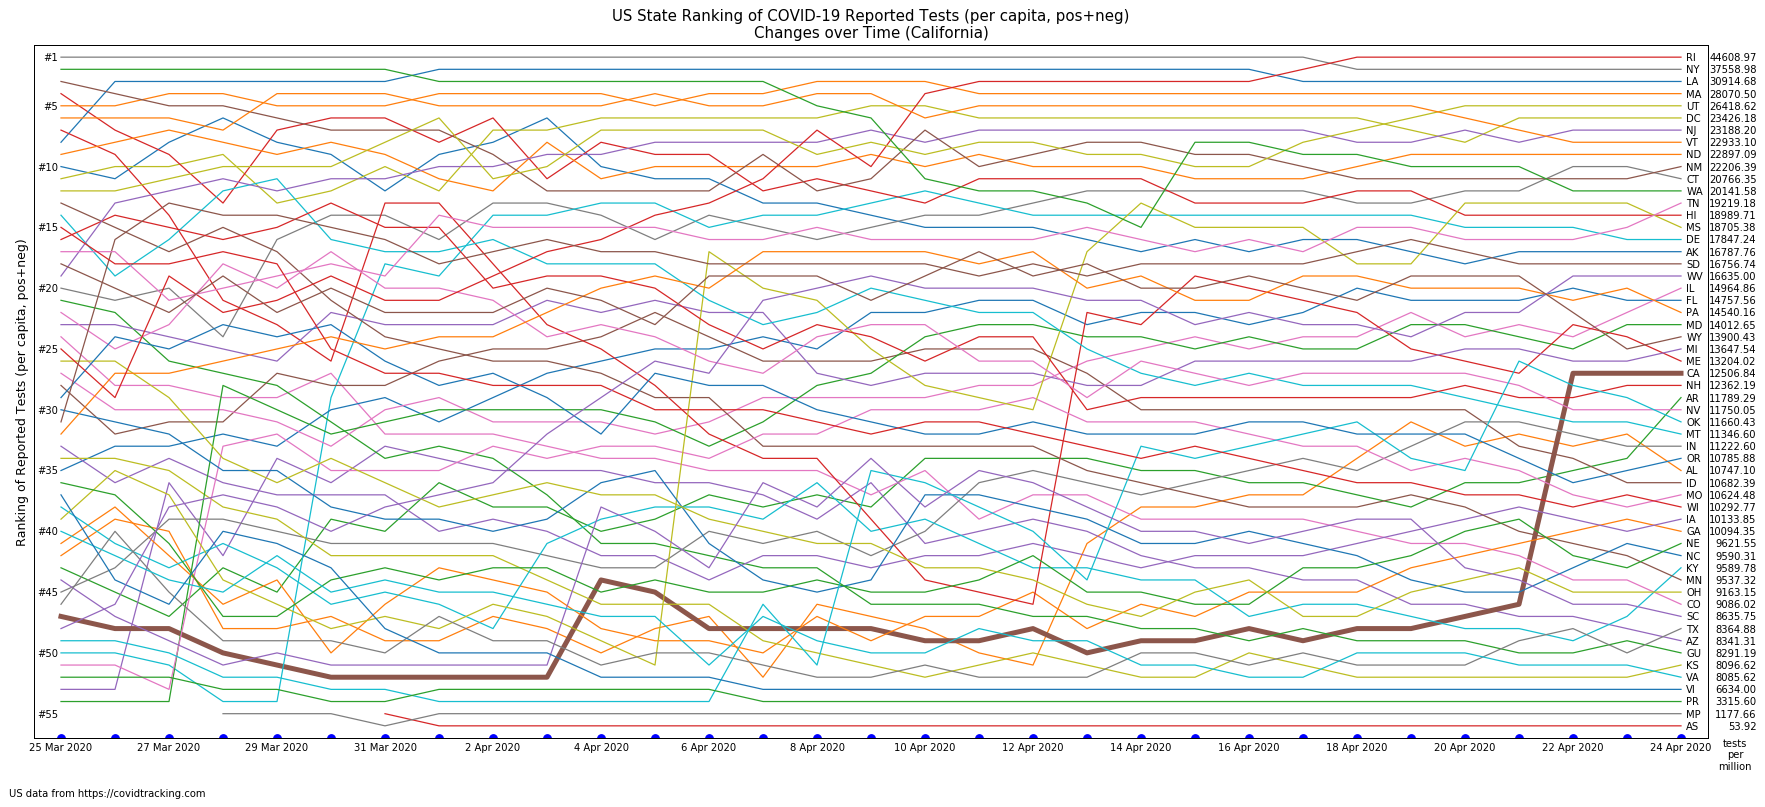 US State Ranking of COVID-19 Reported Tests (per capita, pos+neg)
Changes over Time (California)
Ranking of Reported Tests (per capita, pos+neg)
#1
#5
#10
#15
#20
#25
#30
#35
#40
#45
#50
#55
RI 44608.97
NY 37558.98
LA 30914.68
MA 28070.50
UT 26418.62
DC 23426.18
NJ 23188.20
VT 22933.10
ND 22897.09
NM 22206.39
CT 20766.35
WA 20141.58
TN 19219.18
HI 18989.71
MS 18705.38
DE 17847.24
AK 16787.76
SD 16756.74
WV 16635.00
IL 14964.86
FL 14757.56
PA 14540.16
MD 14012.65
WY 13900.43
MI 13647.54
ME 13204.02
CA 12506.84
NH 12362.19
AR 11789.29
NV 11750.05
OK 11660.43
MT 11346.60
IN 11222.60
OR 10785.88
AL 10747.10
ID 10682.39
MO 10624.48
WI 10292.77
IA 10133.85
GA 10094.35
NE 9621.55
NC 9590.31
KY 9589.78
MN 9537.32
OH 9163.15
CO 9086.02
SC 8635.75
TX 8364.88
AZ 8341.31
GU 8291.19
KS 8096.62
VA 8085.62
VI 6634.00
PR 3315.60
MP 1177.66
AS 53.92
25 Mar 2020 27 Mar 2020 29 Mar 2020 31 Mar 2020 2 Apr 2020 4 Apr 2020 6 Apr 2020 8 Apr 2020 10 Apr 2020 12 Apr 2020 14 Apr 2020 16 Apr 2020 18 Apr 2020 20 Apr 2020 22 Apr 2020 24 Apr 2020
tests
per
million
US data from https://covidtracking.com